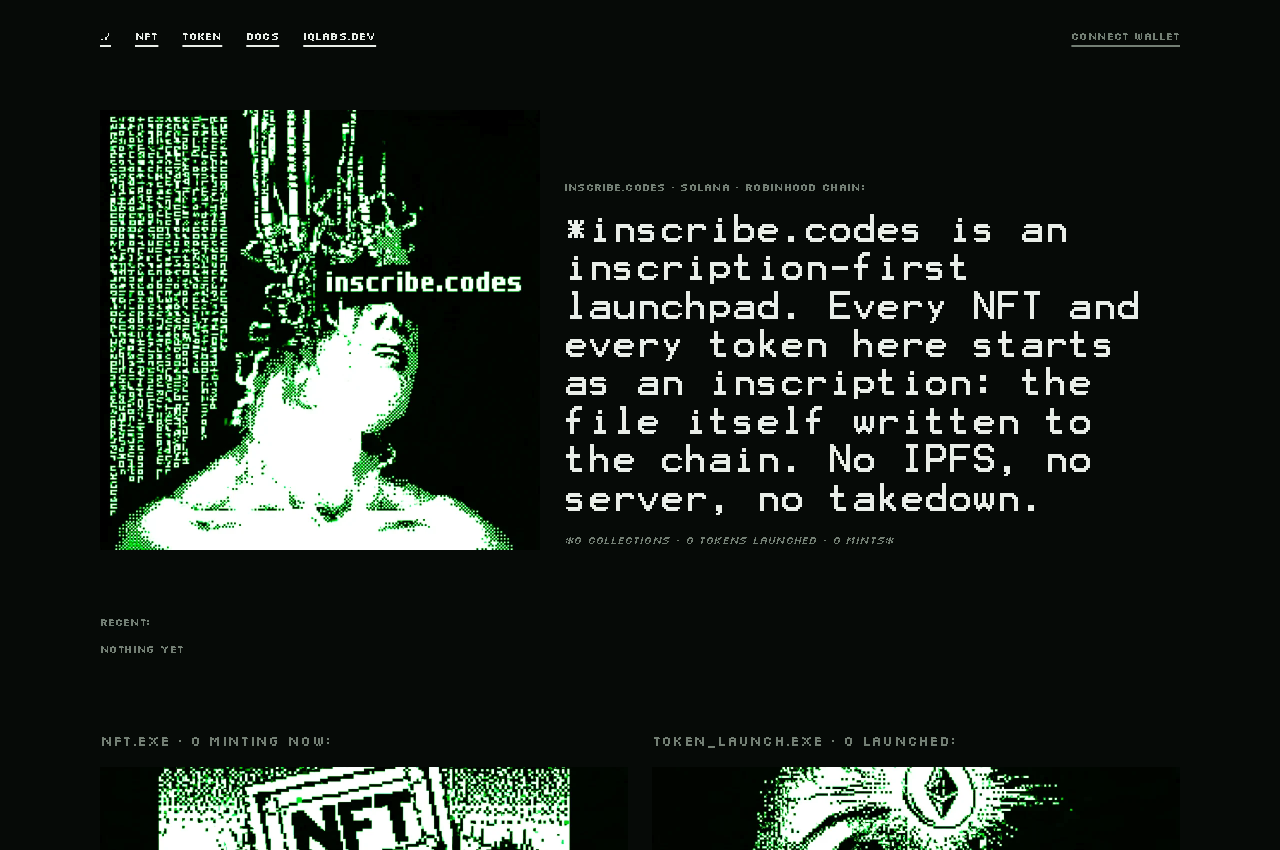 ./ NFT TOKEN DOCS IQLABS.DEV CONNECT WALLET
inscribe.codes
INSCRIBE.CODES · SOLANA · ROBINHOOD CHAIN:
*inscribe.codes is an
inscription-first
launchpad. Every NFT and
every token here starts
as an inscription: the
file itself written to
the chain. No IPFS, no
server, no takedown.
*0 COLLECTIONS · 0 TOKENS LAUNCHED · 0 MINTS*
RECENT:
NOTHING YET
NFT.EXE · 0 MINTING NOW:
TOKEN_LAUNCH.EXE · 0 LAUNCHED:
NFT